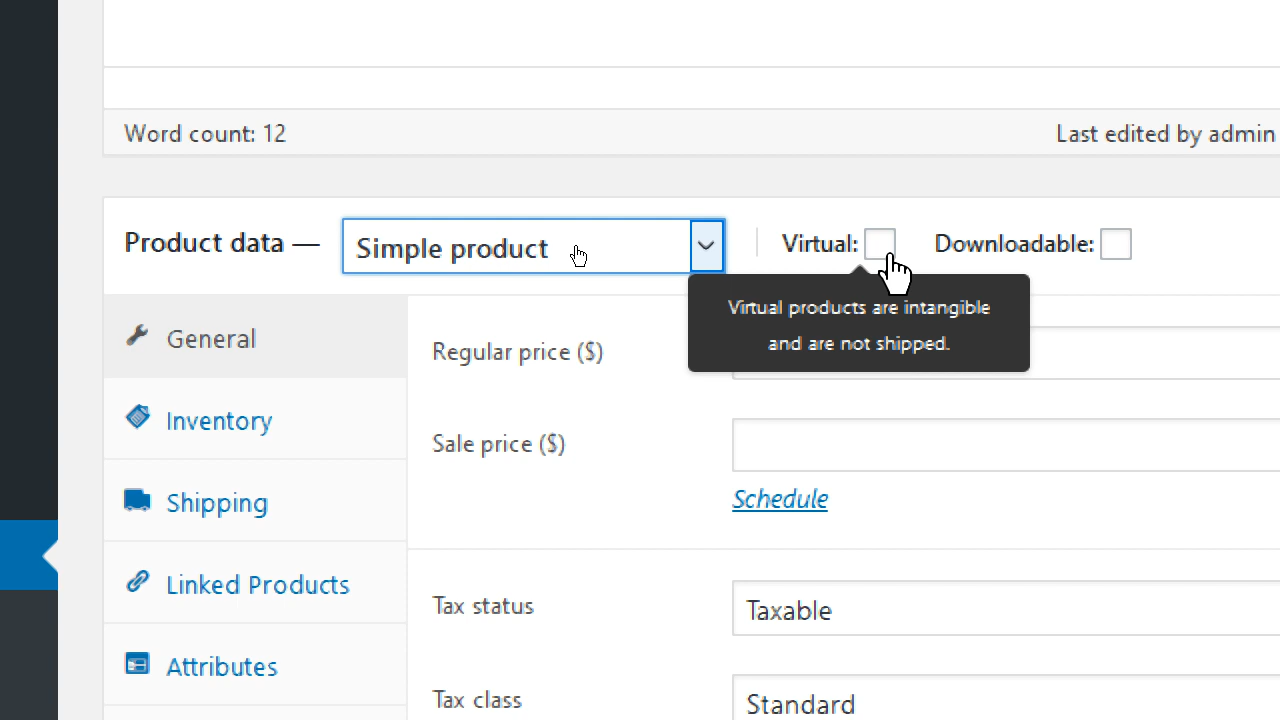 Word count: 12
Last edited by admin
Product data —
Simple product
Virtual:
Downloadable:
Virtual products are intangible
and are not shipped.
General
Inventory
Shipping
Linked Products
Attributes
Regular price ($)
Sale price ($)
Schedule
Tax status
Taxable
Tax class
Standard